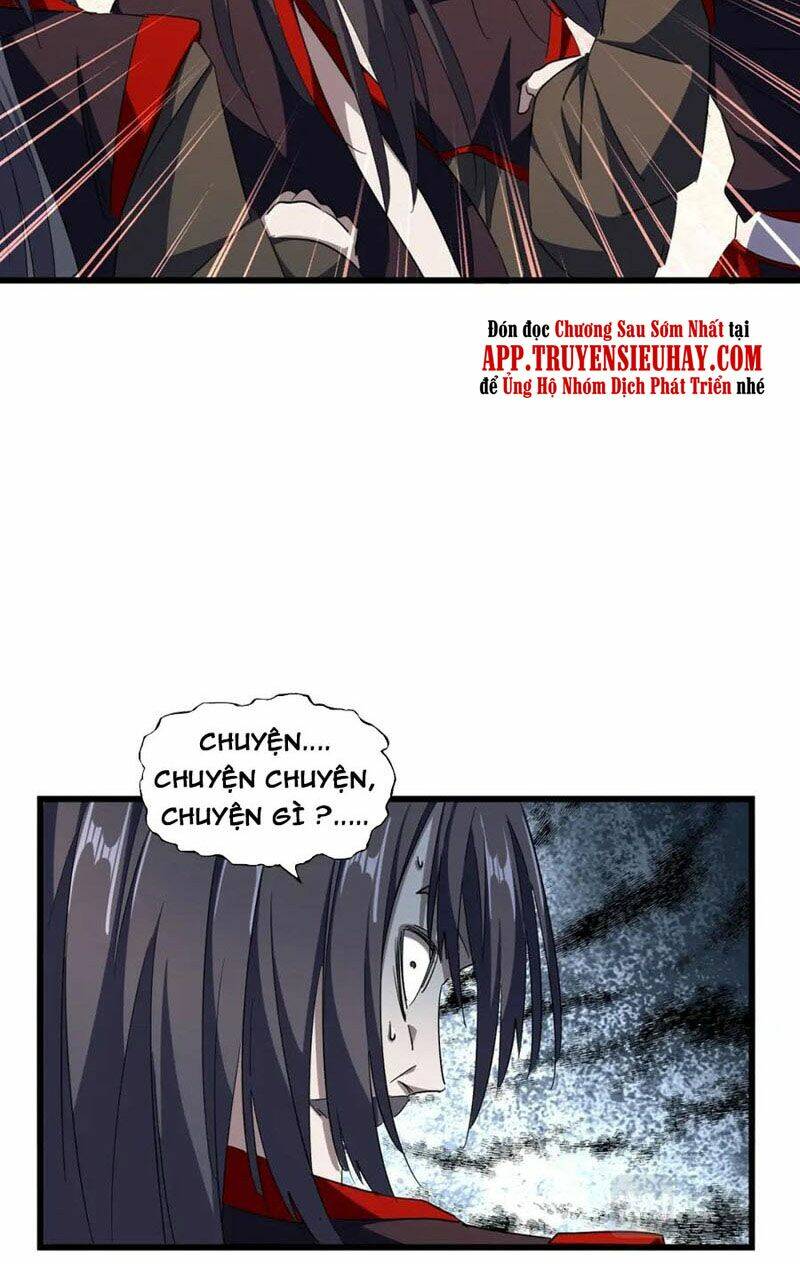 Đón đọc Chương Sau Sớm Nhất tại
APP.TRUYENSIEUHAY.COM
để Ủng Hộ Nhóm Dịch Phát Triển nhé
CHUYỆN....
CHUYỆN CHUYỆN,
CHUYỆN GÌ ?.....